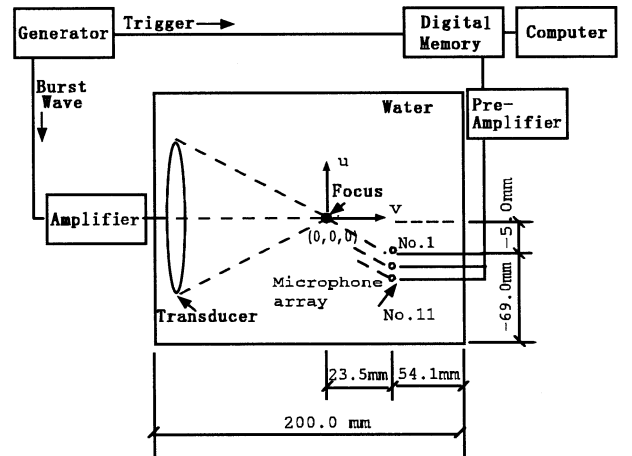 Generator
Trigger
Digital
Memory
Computer
Burst
Wave
Water
Pre-
Amplifier
u
Focus
v
Amplifier
(0,0,0)
No.1
-5.0mm
Microphone
array
Transducer
No.11
-69.0mm
23.5mm
54.1mm
200.0 mm